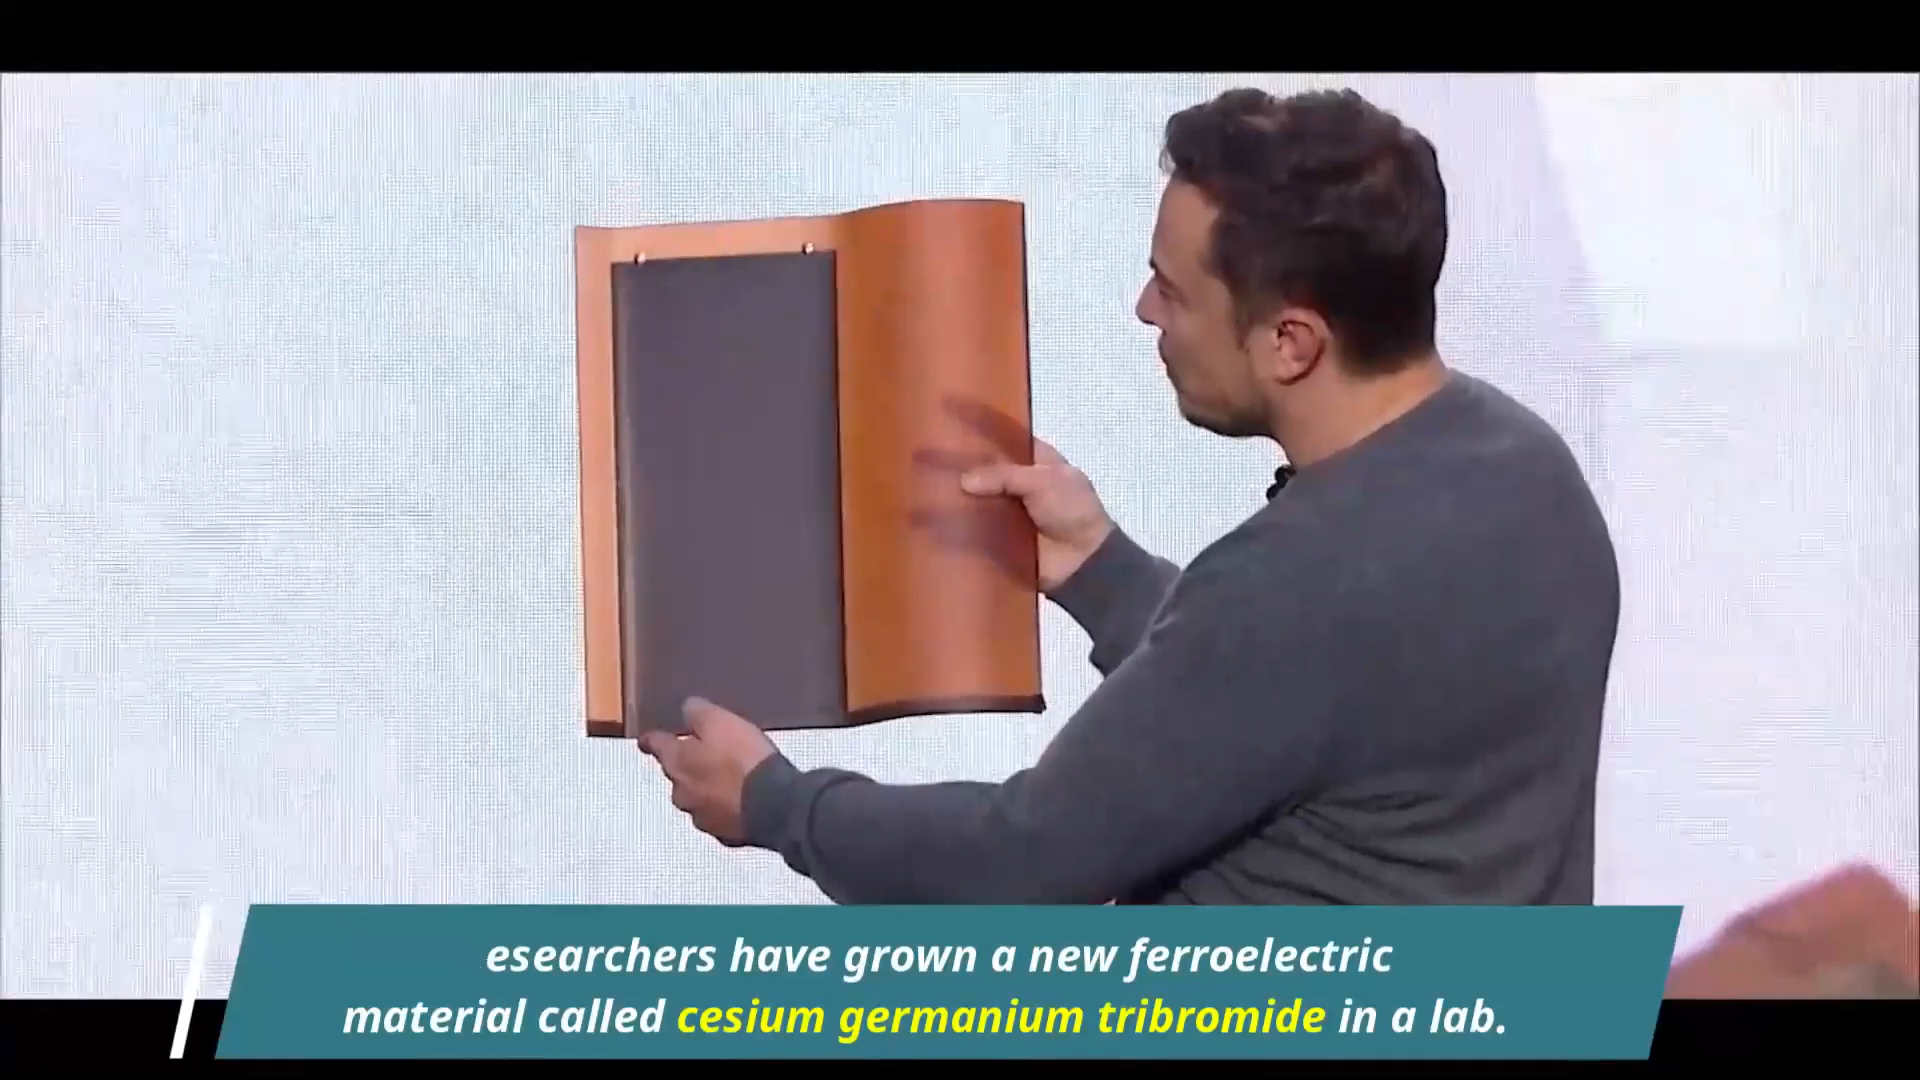 esearchers have grown a new ferroelectric
material called cesium germanium tribromide in a lab.